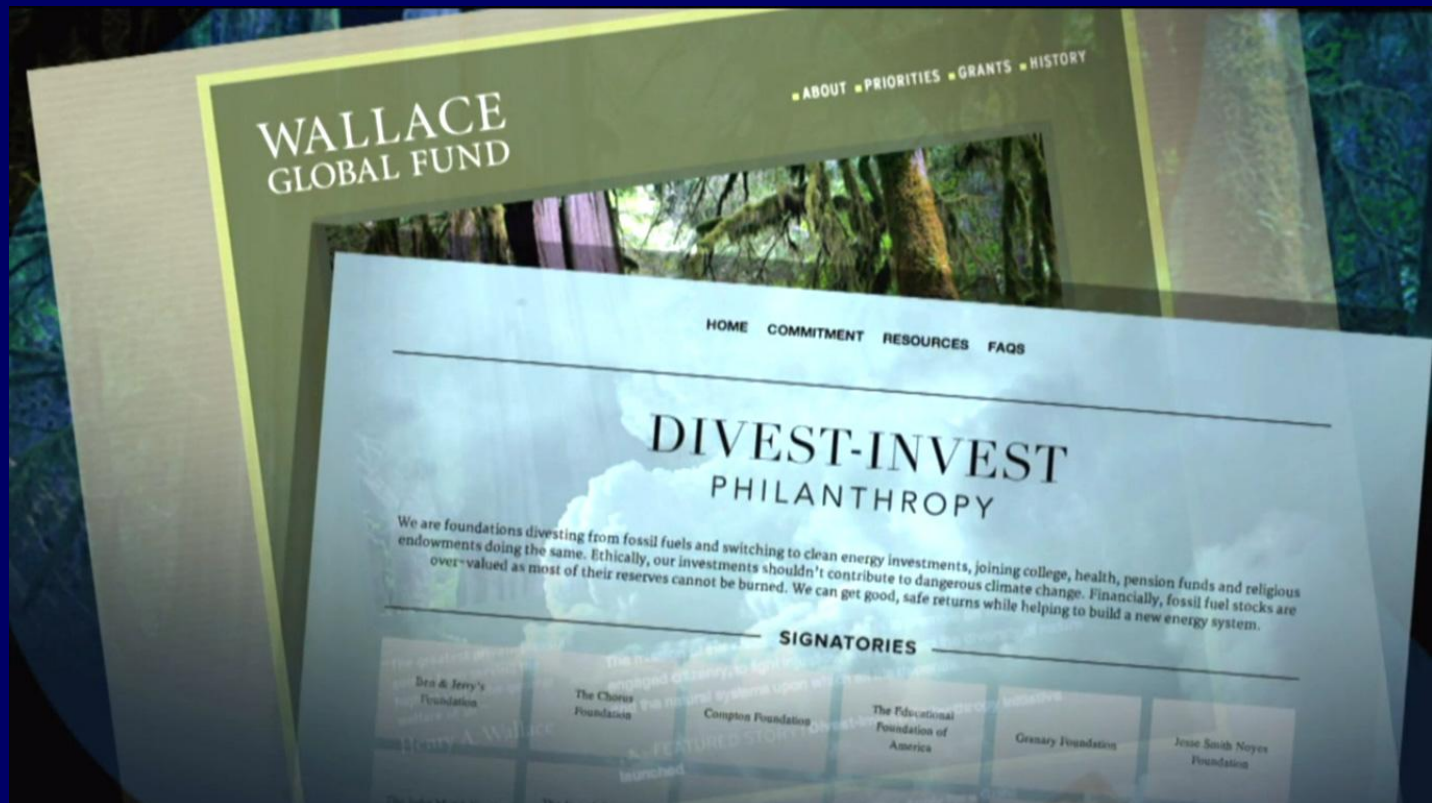 WALLACE
GLOBAL FUND
ABOUT PRIORITIES GRANTS HISTORY
HOME COMMITMENT RESOURCES FAQS
DIVEST-INVEST
PHILANTHROPY
We are foundations divesting from fossil fuels and switching to clean energy investments, joining college, health, pension funds and religious
endowments doing the same. Ethically, our investments shouldn't contribute to dangerous climate change. Financially, fossil fuel stocks are
over-valued as most of their reserves cannot be burned. We can get good, safe returns while helping to build a new energy system.
SIGNATORIES
Ben & Jerry's
Foundation
The Chorus
Foundation
Compton Foundation
The Educational
Foundation of
America
Granary Foundation
Jesse Smith Noyes
Foundation
Henry A. Wallace
FEATURED STORY:
launched